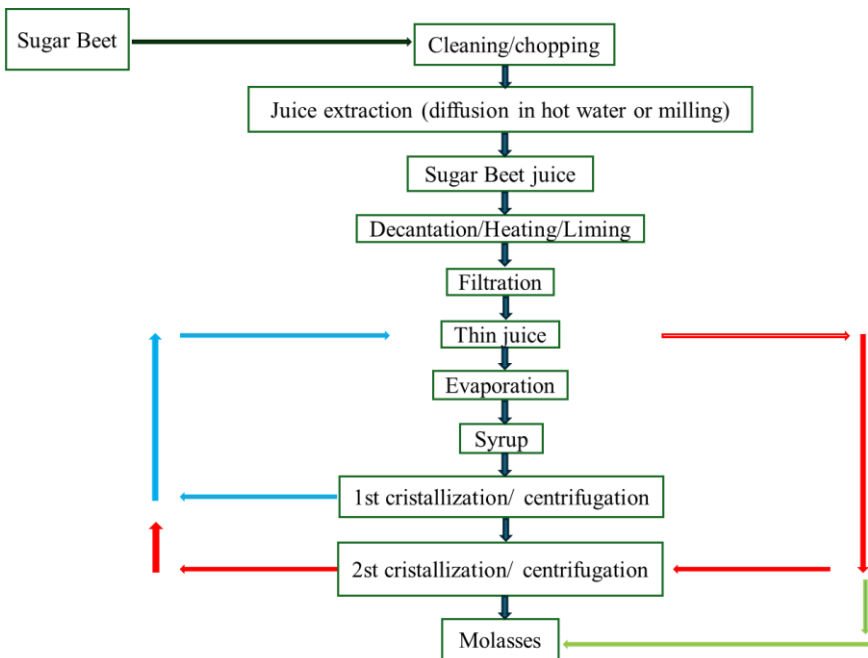 Sugar Beet
Cleaning/chopping
Juice extraction (diffusion in hot water or milling)
Sugar Beet juice
Decantation/Heating/Liming
Filtration
Thin juice
Evaporation
Syrup
1st cristallization/ centrifugation
2st cristallization/ centrifugation
Molasses